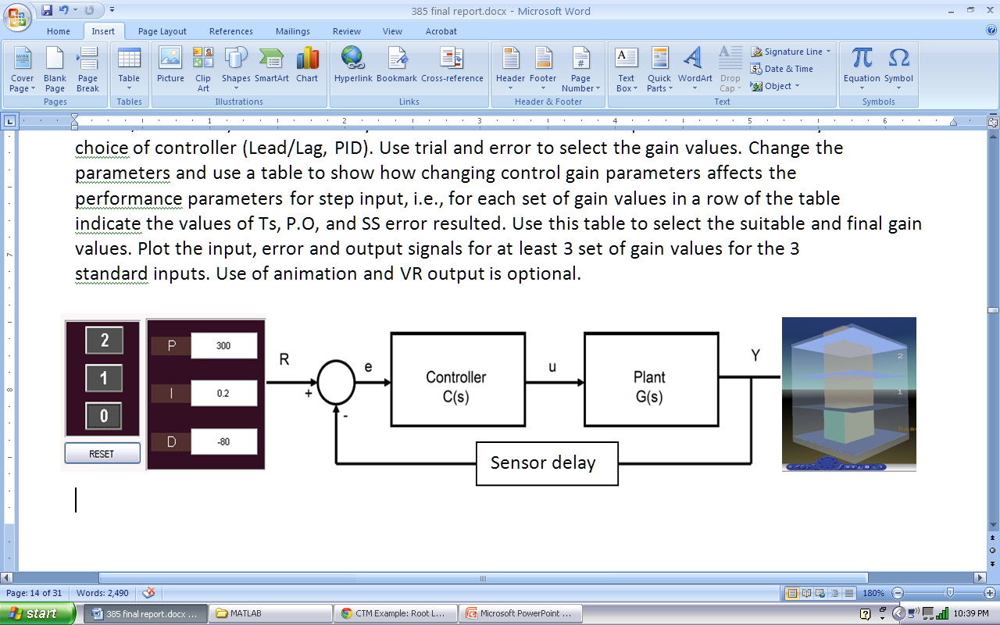 385 final report.docx - Microsoft Word
Home Insert Page Layout References Mailings Review View Acrobat
Cover Page Blank Page Page Break Table Picture Clip Art Shapes SmartArt Chart Hyperlink Bookmark Cross-reference Header Footer Page Number Text Box Quick Parts WordArt Drop Cap Signature Line Date & Time Object Equation Symbol
Pages Tables Illustrations Links Header & Footer Text Symbols
1 2 3 4 5 6
choice of controller (Lead/Lag, PID). Use trial and error to select the gain values. Change the
parameters and use a table to show how changing control gain parameters affects the
performance parameters for step input, i.e., for each set of gain values in a row of the table
indicate the values of Ts, P.O, and SS error resulted. Use this table to select the suitable and final gain
values. Plot the input, error and output signals for at least 3 set of gain values for the 3
standard inputs. Use of animation and VR output is optional.
2
1
0
RESET
P 300
I 0.2
D -80
R
+
-
e
Controller
C(s)
u
Plant
G(s)
Y
Sensor delay
2
1
7
8
Page: 14 of 31 Words: 2,490 180%
start 385 final report.docx ... MATLAB CTM Example: Root L... Microsoft PowerPoint ... 10:39 PM